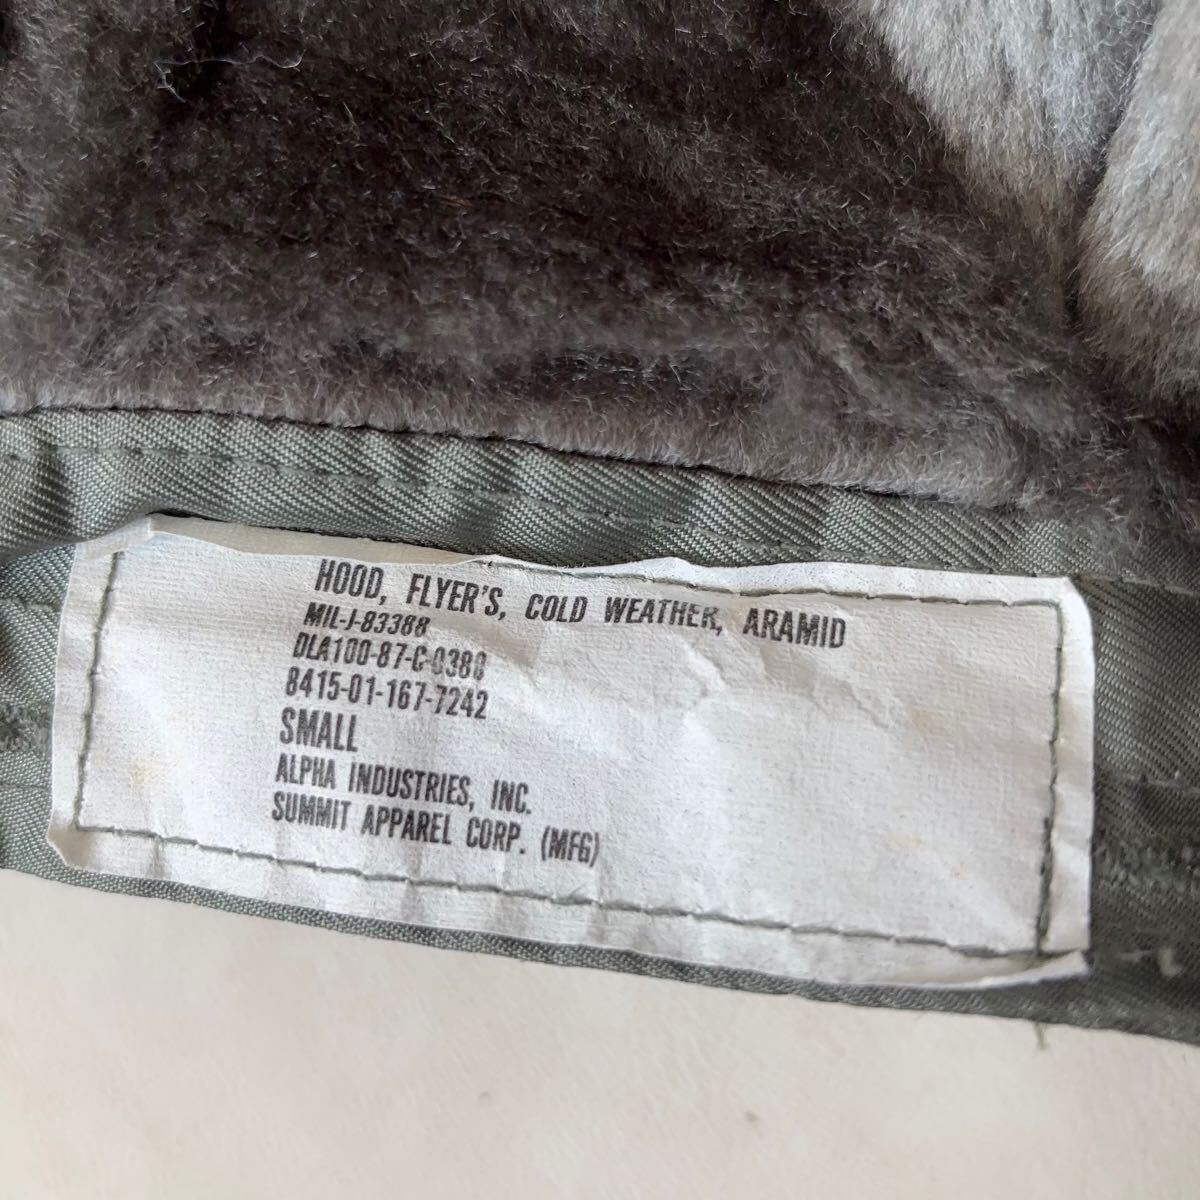 HOOD, FLYER'S, COLD WEATHER, ARAMID
MIL-J-83388
DLA100-87-C-0388
8415-01-167-7242
SMALL
ALPHA INDUSTRIES, INC.
SUMMIT APPAREL CORP. (MFG)